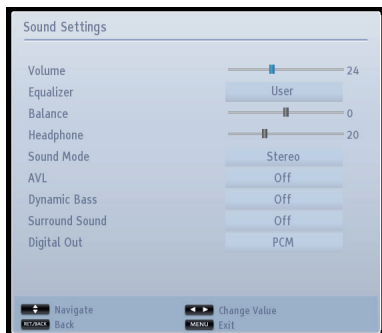 Sound Settings
Volume 24
Equalizer User
Balance 0
Headphone 20
Sound Mode Stereo
AVL Off
Dynamic Bass Off
Surround Sound Off
Digital Out PCM
Navigate Change Value
RET/BACK Back MENU Exit